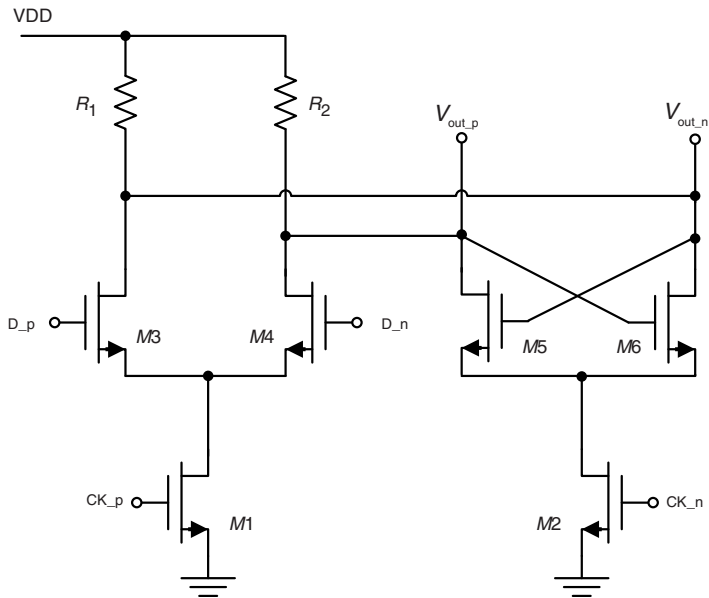 VDD
R1
R2
Vout_p
Vout_n
D_p
M3
M4
D_n
M5
M6
CK_p
M1
M2
CK_n